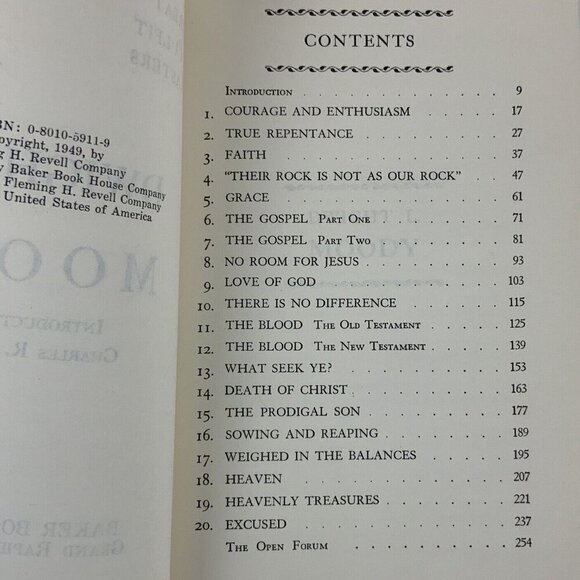 BN: 0-8010-5911-9
pyright, 1949, by
g H. Revell Company
y Baker Book House Company
Fleming H. Revell Company
United States of America
CONTENTS
Introduction 9
1. COURAGE AND ENTHUSIASM 17
2. TRUE REPENTANCE 27
3. FAITH 37
4. "THEIR ROCK IS NOT AS OUR ROCK" 47
5. GRACE 61
6. THE GOSPEL Part One 71
7. THE GOSPEL Part Two 81
8. NO ROOM FOR JESUS 93
9. LOVE OF GOD 103
10. THERE IS NO DIFFERENCE 115
11. THE BLOOD The Old Testament 125
12. THE BLOOD The New Testament 139
13. WHAT SEEK YE? 153
14. DEATH OF CHRIST 163
15. THE PRODIGAL SON 177
16. SOWING AND REAPING 189
17. WEIGHED IN THE BALANCES 195
18. HEAVEN 207
19. HEAVENLY TREASURES 221
20. EXCUSED 237
The Open Forum 254